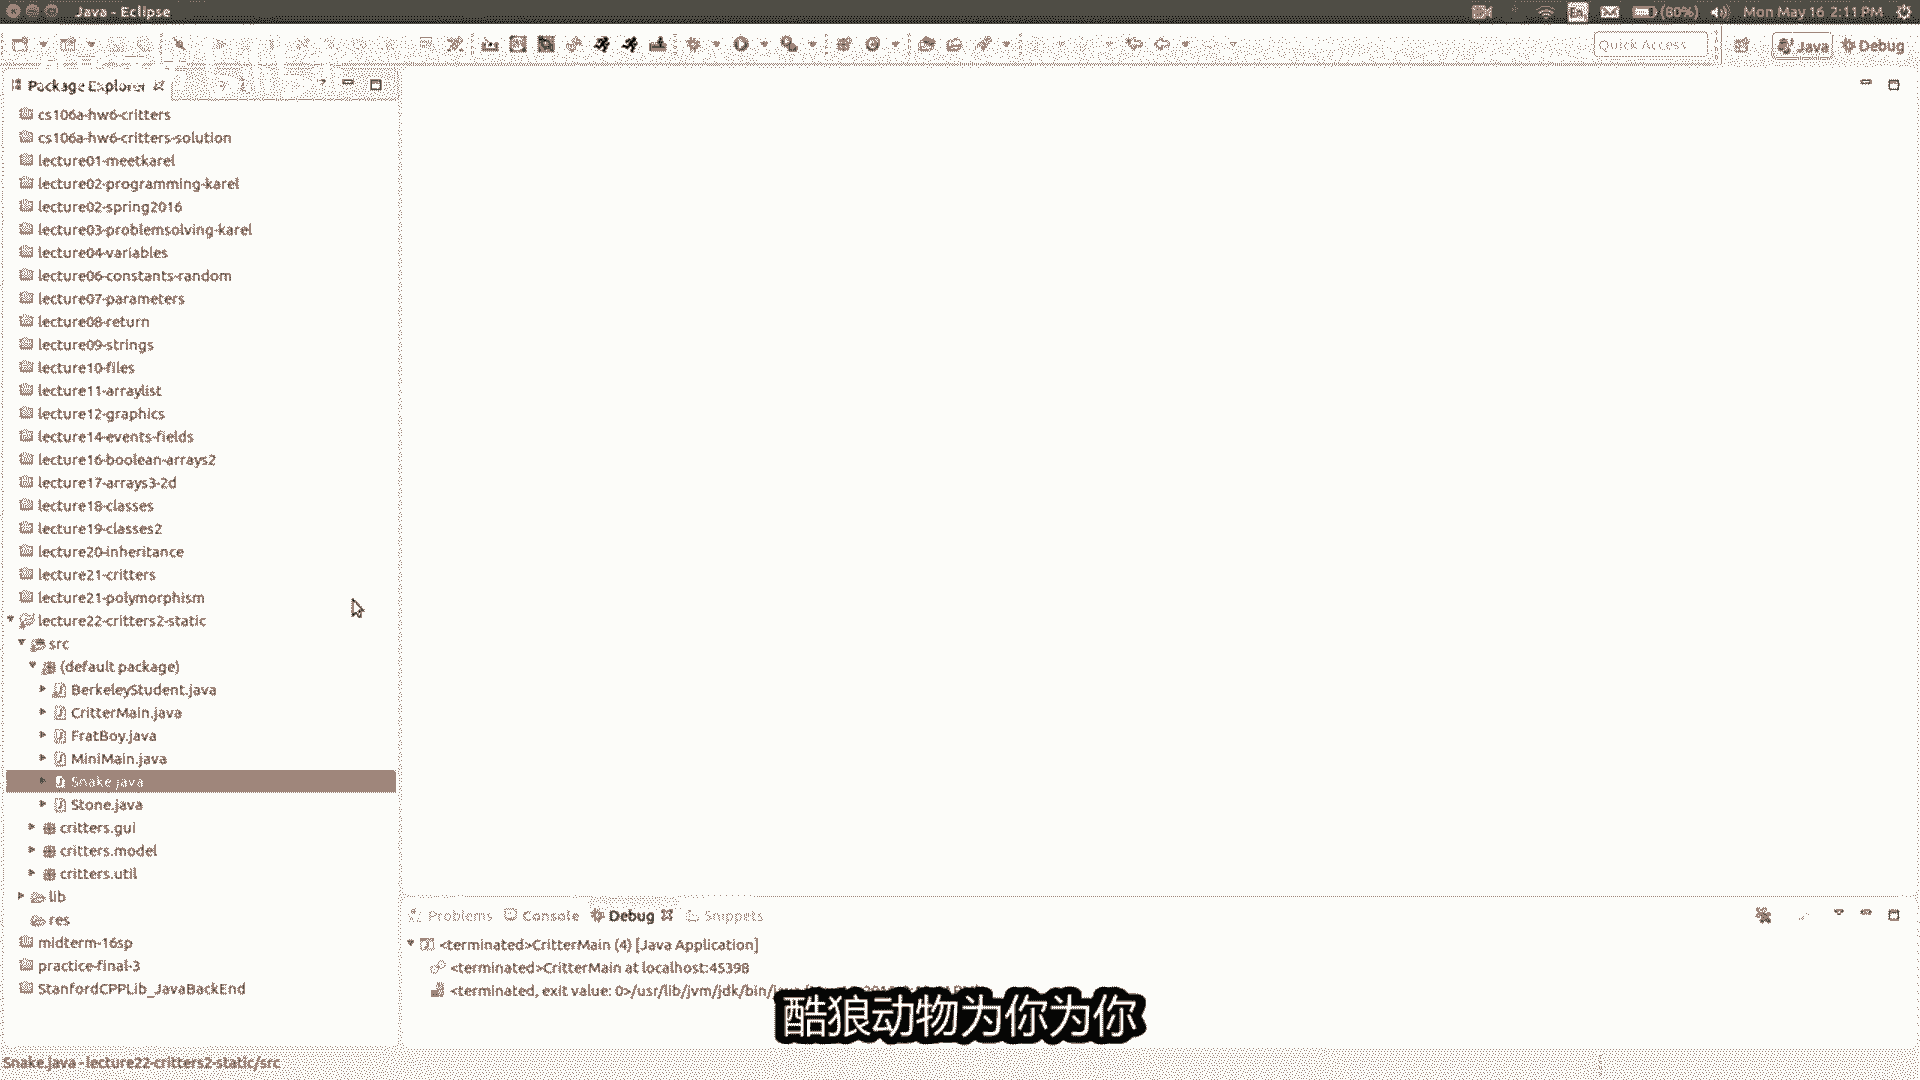 Java - Eclipse
(80%)
Mon May 16 2:11 PM
Quick Access
Java
Debug
Package Explorer
cs106a-hw6-critters
cs106a-hw6-critters-solution
lecture01-meetkarel
lecture02-programming-karel
lecture02-spring2016
lecture03-problemsolving-karel
lecture04-variables
lecture06-constants-random
lecture07-parameters
lecture08-return
lecture09-strings
lecture10-files
lecture11-arraylist
lecture12-graphics
lecture14-events-fields
lecture16-boolean-arrays2
lecture17-arrays3-2d
lecture18-classes
lecture19-classes2
lecture20-inheritance
lecture21-critters
lecture21-polymorphism
lecture22-critters2-static
src
(default package)
BerkeleyStudent.java
CritterMain.java
FratBoy.java
MiniMain.java
Snake.java
Stone.java
critters.gui
critters.model
critters.util
lib
res
midterm-16sp
practice-final-3
StanfordCPPLib_JavaBackEnd
Problems
Console
Debug
Snippets
<terminated>CritterMain (4) [Java Application]
<terminated>CritterMain at localhost:45398
<terminated, exit value: 0>/usr/lib/jvm/jdk/bin/
酷狼动物为你为你
Snake.java - lecture22-critters2-static/src